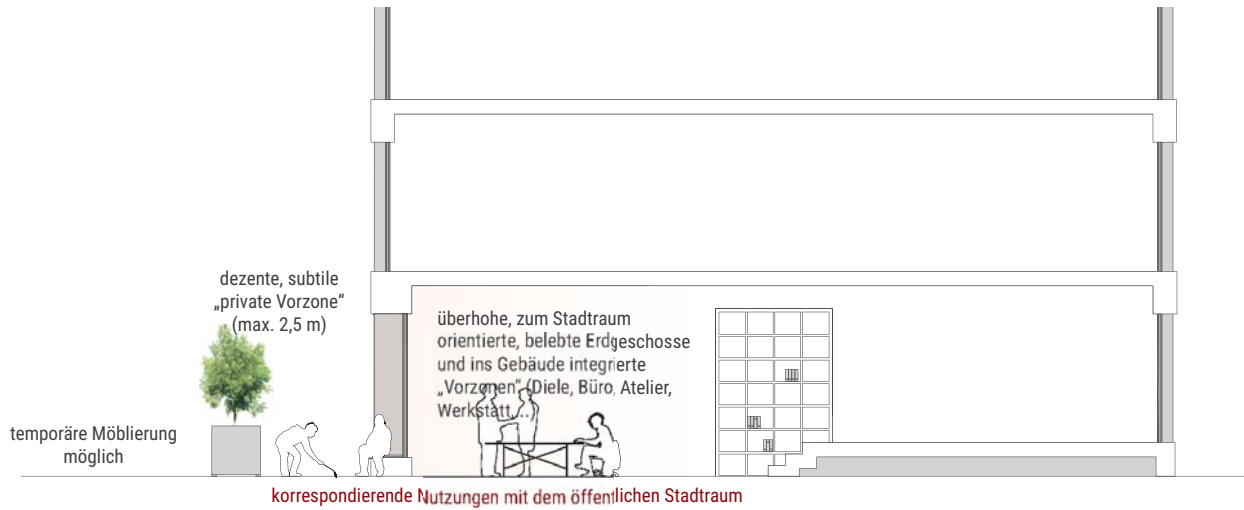 dezente, subtile
„private Vorzone“
(max. 2,5 m)
überhohe, zum Stadtraum
orientierte, belebte Erdgeschosse
und ins Gebäude integrierte
„Vorzonen“ (Diele, Büro, Atelier,
Werkstatt,..)
temporäre Möblierung
möglich
korrespondierende Nutzungen mit dem öffentlichen Stadtraum